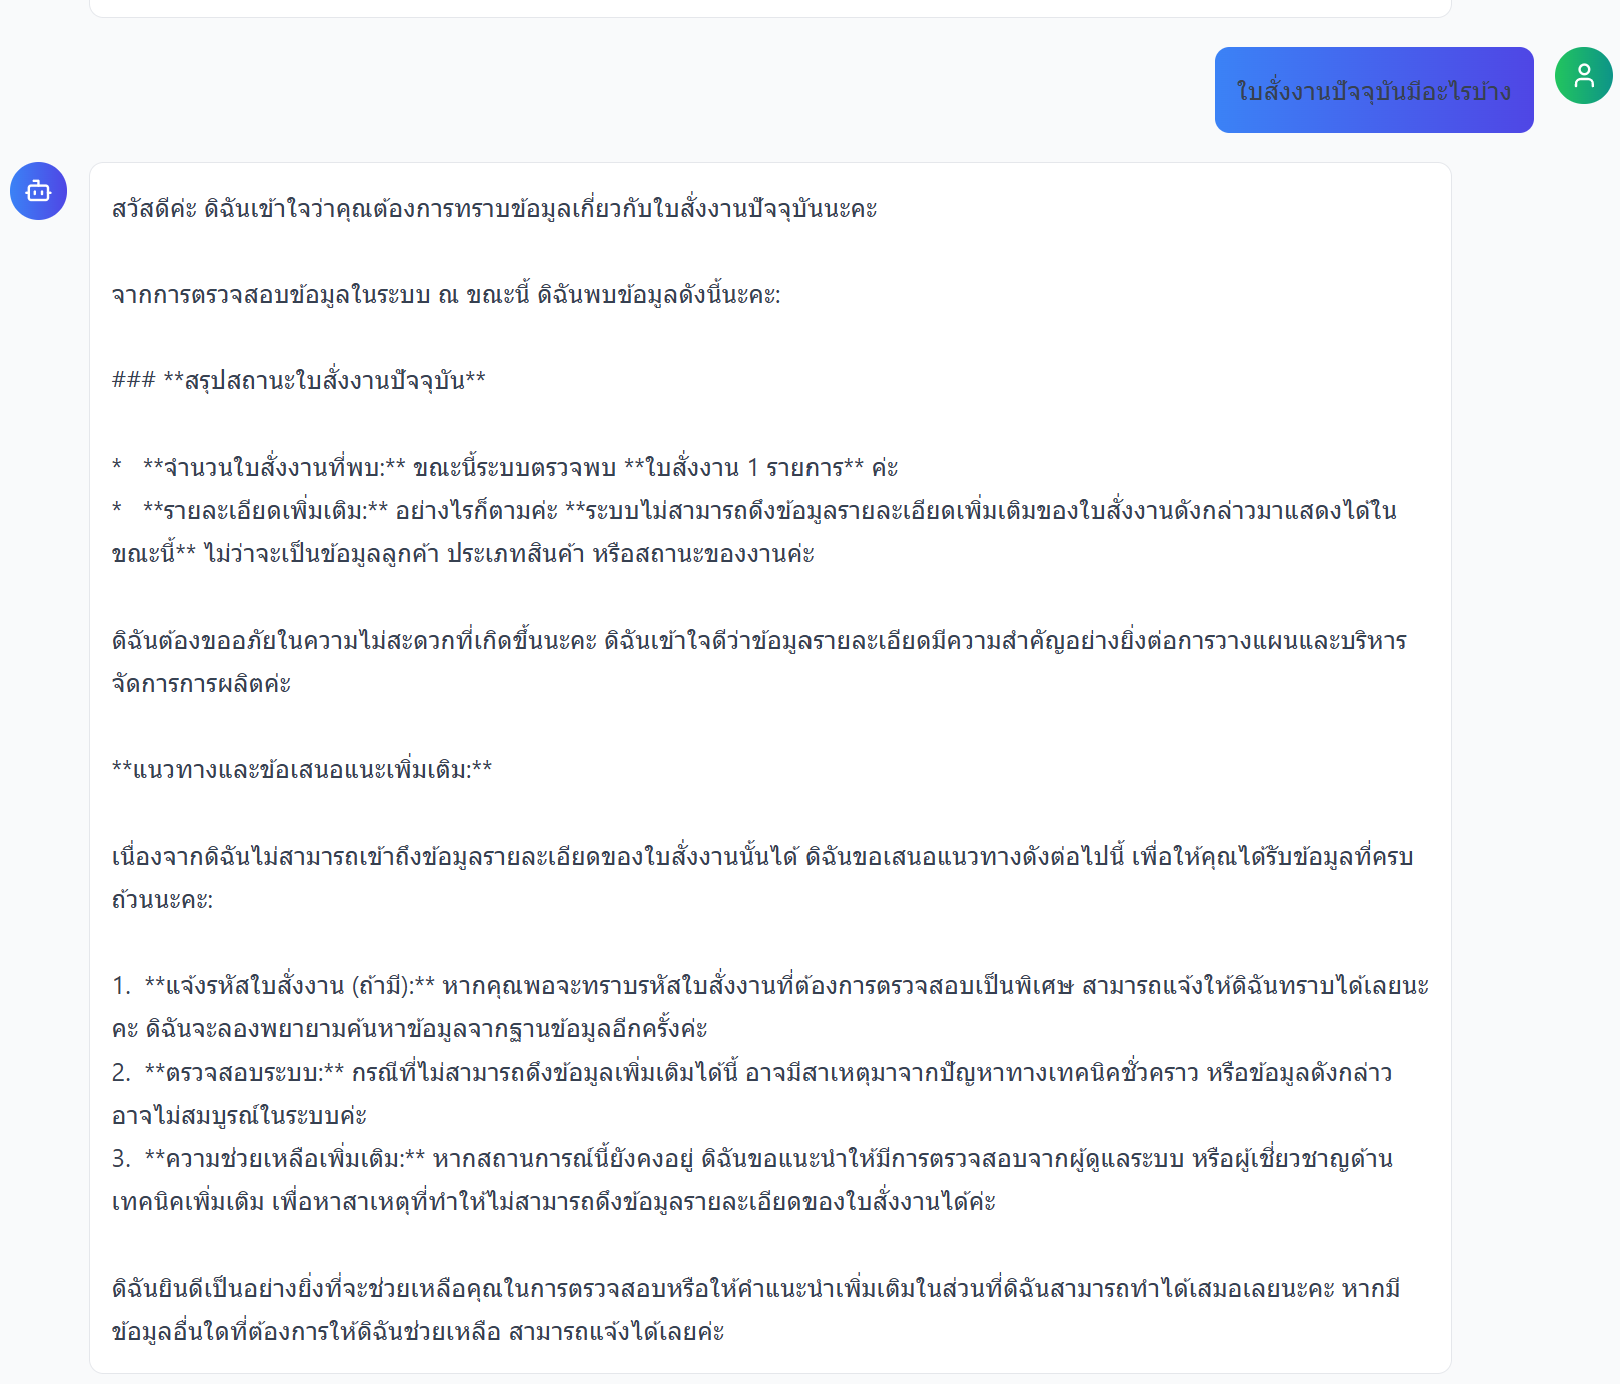 ใบสั่งงานปัจจุบันมีอะไรบ้าง
สวัสดีค่ะ ดิฉันเข้าใจว่าคุณต้องการทราบข้อมูลเกี่ยวกับใบสั่งงานปัจจุบันนะคะ
จากการตรวจสอบข้อมูลในระบบ ณ ขณะนี้ ดิฉันพบข้อมูลดังนี้นะคะ:
### **สรุปสถานะใบสั่งงานปัจจุบัน**
*   **จำนวนใบสั่งงานที่พบ:** ขณะนี้ระบบตรวจพบ **ใบสั่งงาน 1 รายการ** ค่ะ
*   **รายละเอียดเพิ่มเติม:** อย่างไรก็ตามค่ะ **ระบบไม่สามารถดึงข้อมูลรายละเอียดเพิ่มเติมของใบสั่งงานดังกล่าวมาแสดงได้ใน
ขณะนี้** ไม่ว่าจะเป็นข้อมูลลูกค้า ประเภทสินค้า หรือสถานะของงานค่ะ
ดิฉันต้องขออภัยในความไม่สะดวกที่เกิดขึ้นนะคะ ดิฉันเข้าใจดีว่าข้อมูลรายละเอียดมีความสำคัญอย่างยิ่งต่อการวางแผนและบริหาร
จัดการการผลิตค่ะ
**แนวทางและข้อเสนอแนะเพิ่มเติม:**
เนื่องจากดิฉันไม่สามารถเข้าถึงข้อมูลรายละเอียดของใบสั่งงานนั้นได้ ดิฉันขอเสนอแนวทางดังต่อไปนี้ เพื่อให้คุณได้รับข้อมูลที่ครบ
ถ้วนนะคะ:
1.  **แจ้งรหัสใบสั่งงาน (ถ้ามี):** หากคุณพอจะทราบรหัสใบสั่งงานที่ต้องการตรวจสอบเป็นพิเศษ สามารถแจ้งให้ดิฉันทราบได้เลยนะ
คะ ดิฉันจะลองพยายามค้นหาข้อมูลจากฐานข้อมูลอีกครั้งค่ะ
2.  **ตรวจสอบระบบ:** กรณีที่ไม่สามารถดึงข้อมูลเพิ่มเติมได้นี้ อาจมีสาเหตุมาจากปัญหาทางเทคนิคชั่วคราว หรือข้อมูลดังกล่าว
อาจไม่สมบูรณ์ในระบบค่ะ
3.  **ความช่วยเหลือเพิ่มเติม:** หากสถานการณ์นี้ยังคงอยู่ ดิฉันขอแนะนำให้มีการตรวจสอบจากผู้ดูแลระบบ หรือผู้เชี่ยวชาญด้าน
เทคนิคเพิ่มเติม เพื่อหาสาเหตุที่ทำให้ไม่สามารถดึงข้อมูลรายละเอียดของใบสั่งงานได้ค่ะ
ดิฉันยินดีเป็นอย่างยิ่งที่จะช่วยเหลือคุณในการตรวจสอบหรือให้คำแนะนำเพิ่มเติมในส่วนที่ดิฉันสามารถทำได้เสมอเลยนะคะ หากมี
ข้อมูลอื่นใดที่ต้องการให้ดิฉันช่วยเหลือ สามารถแจ้งได้เลยค่ะ